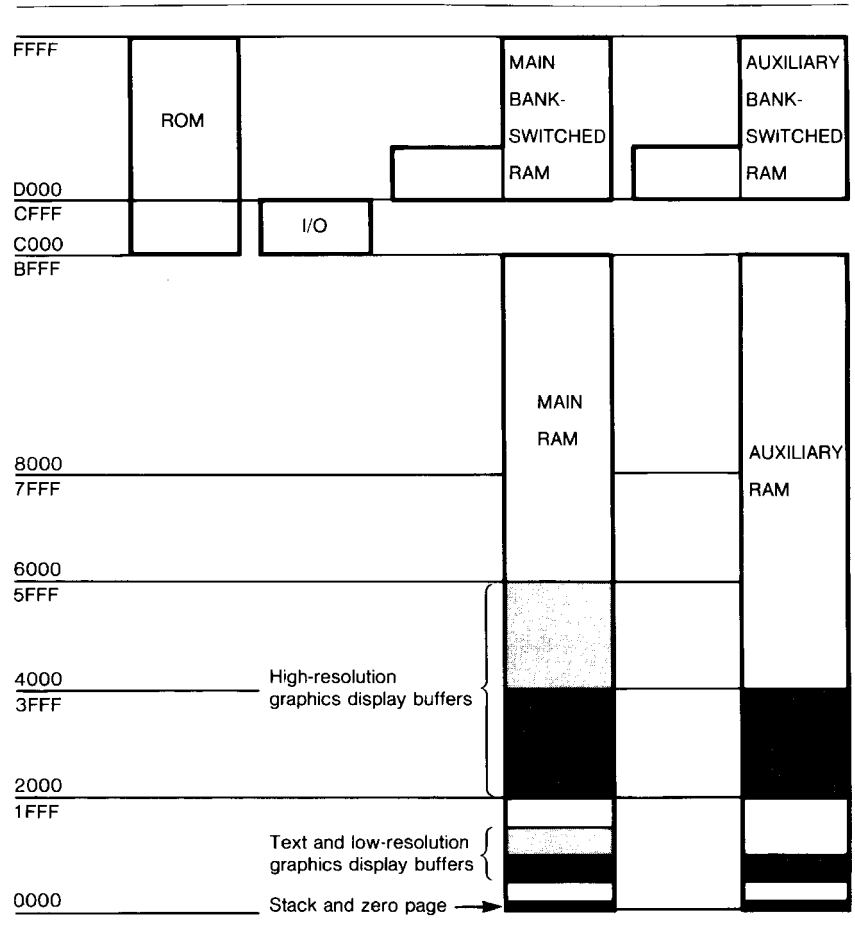 FFFF
ROM
MAIN
BANK-
SWITCHED
RAM
AUXILIARY
BANK-
SWITCHED
RAM
D000
CFFF
I/O
C000
BFFF
MAIN
RAM
AUXILIARY
RAM
8000
7FFF
6000
5FFF
High-resolution
graphics display buffers
4000
3FFF
2000
1FFF
Text and low-resolution
graphics display buffers
0000
Stack and zero page